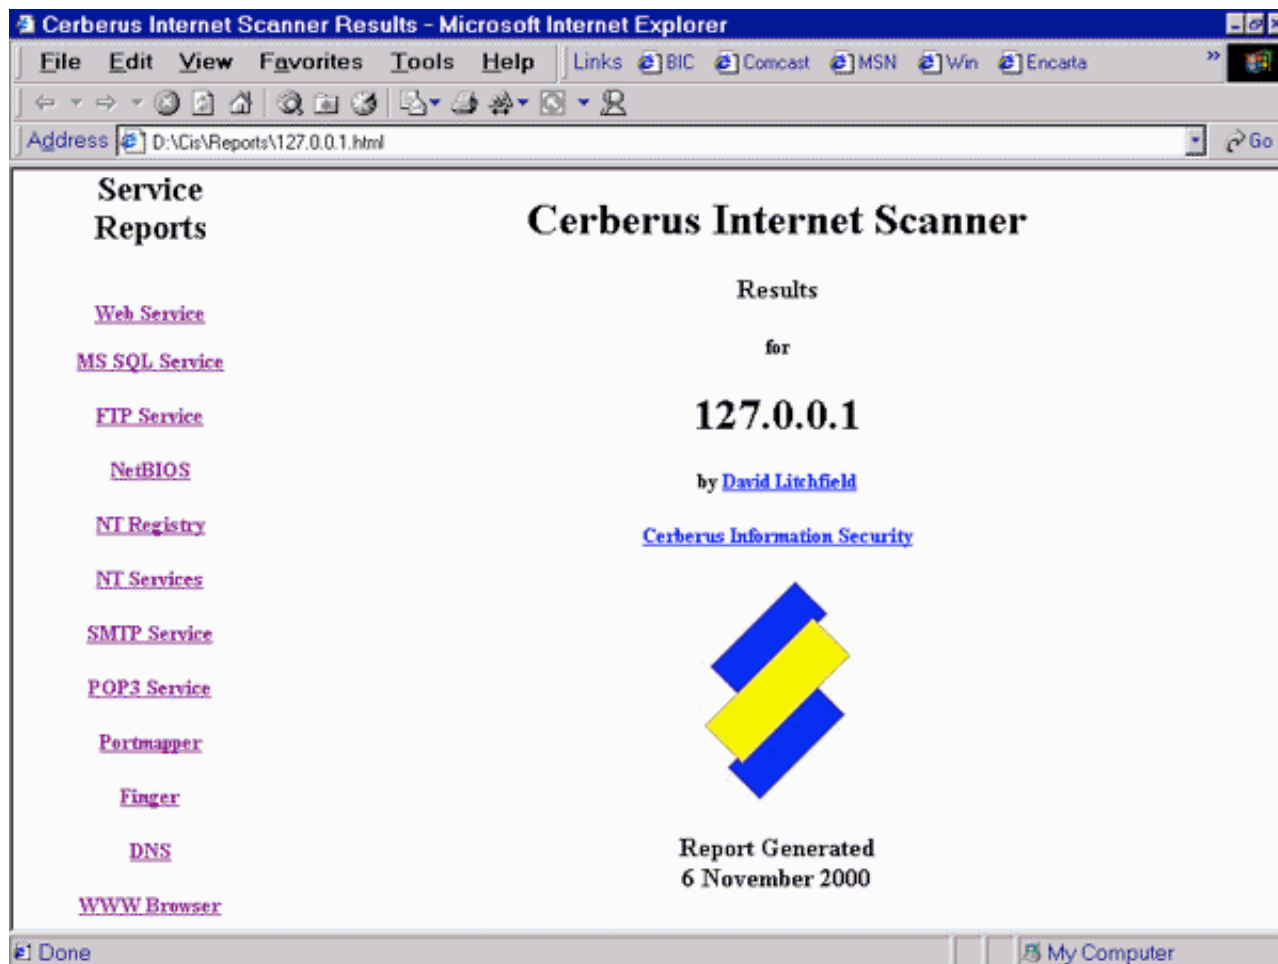 Cerberus Internet Scanner Results - Microsoft Internet Explorer
File Edit View Favorites Tools Help Links BIC Comcast MSN Win Encarta »
Address D:\Cis\Reports\127.0.0.1.html Go
Service
Reports
Web Service
MS SQL Service
FTP Service
NetBIOS
NT Registry
NT Services
SMTP Service
POP3 Service
Portmapper
Finger
DNS
WWW Browser
Cerberus Internet Scanner
Results
for
127.0.0.1
by David Litchfield
Cerberus Information Security
Report Generated
6 November 2000
Done My Computer